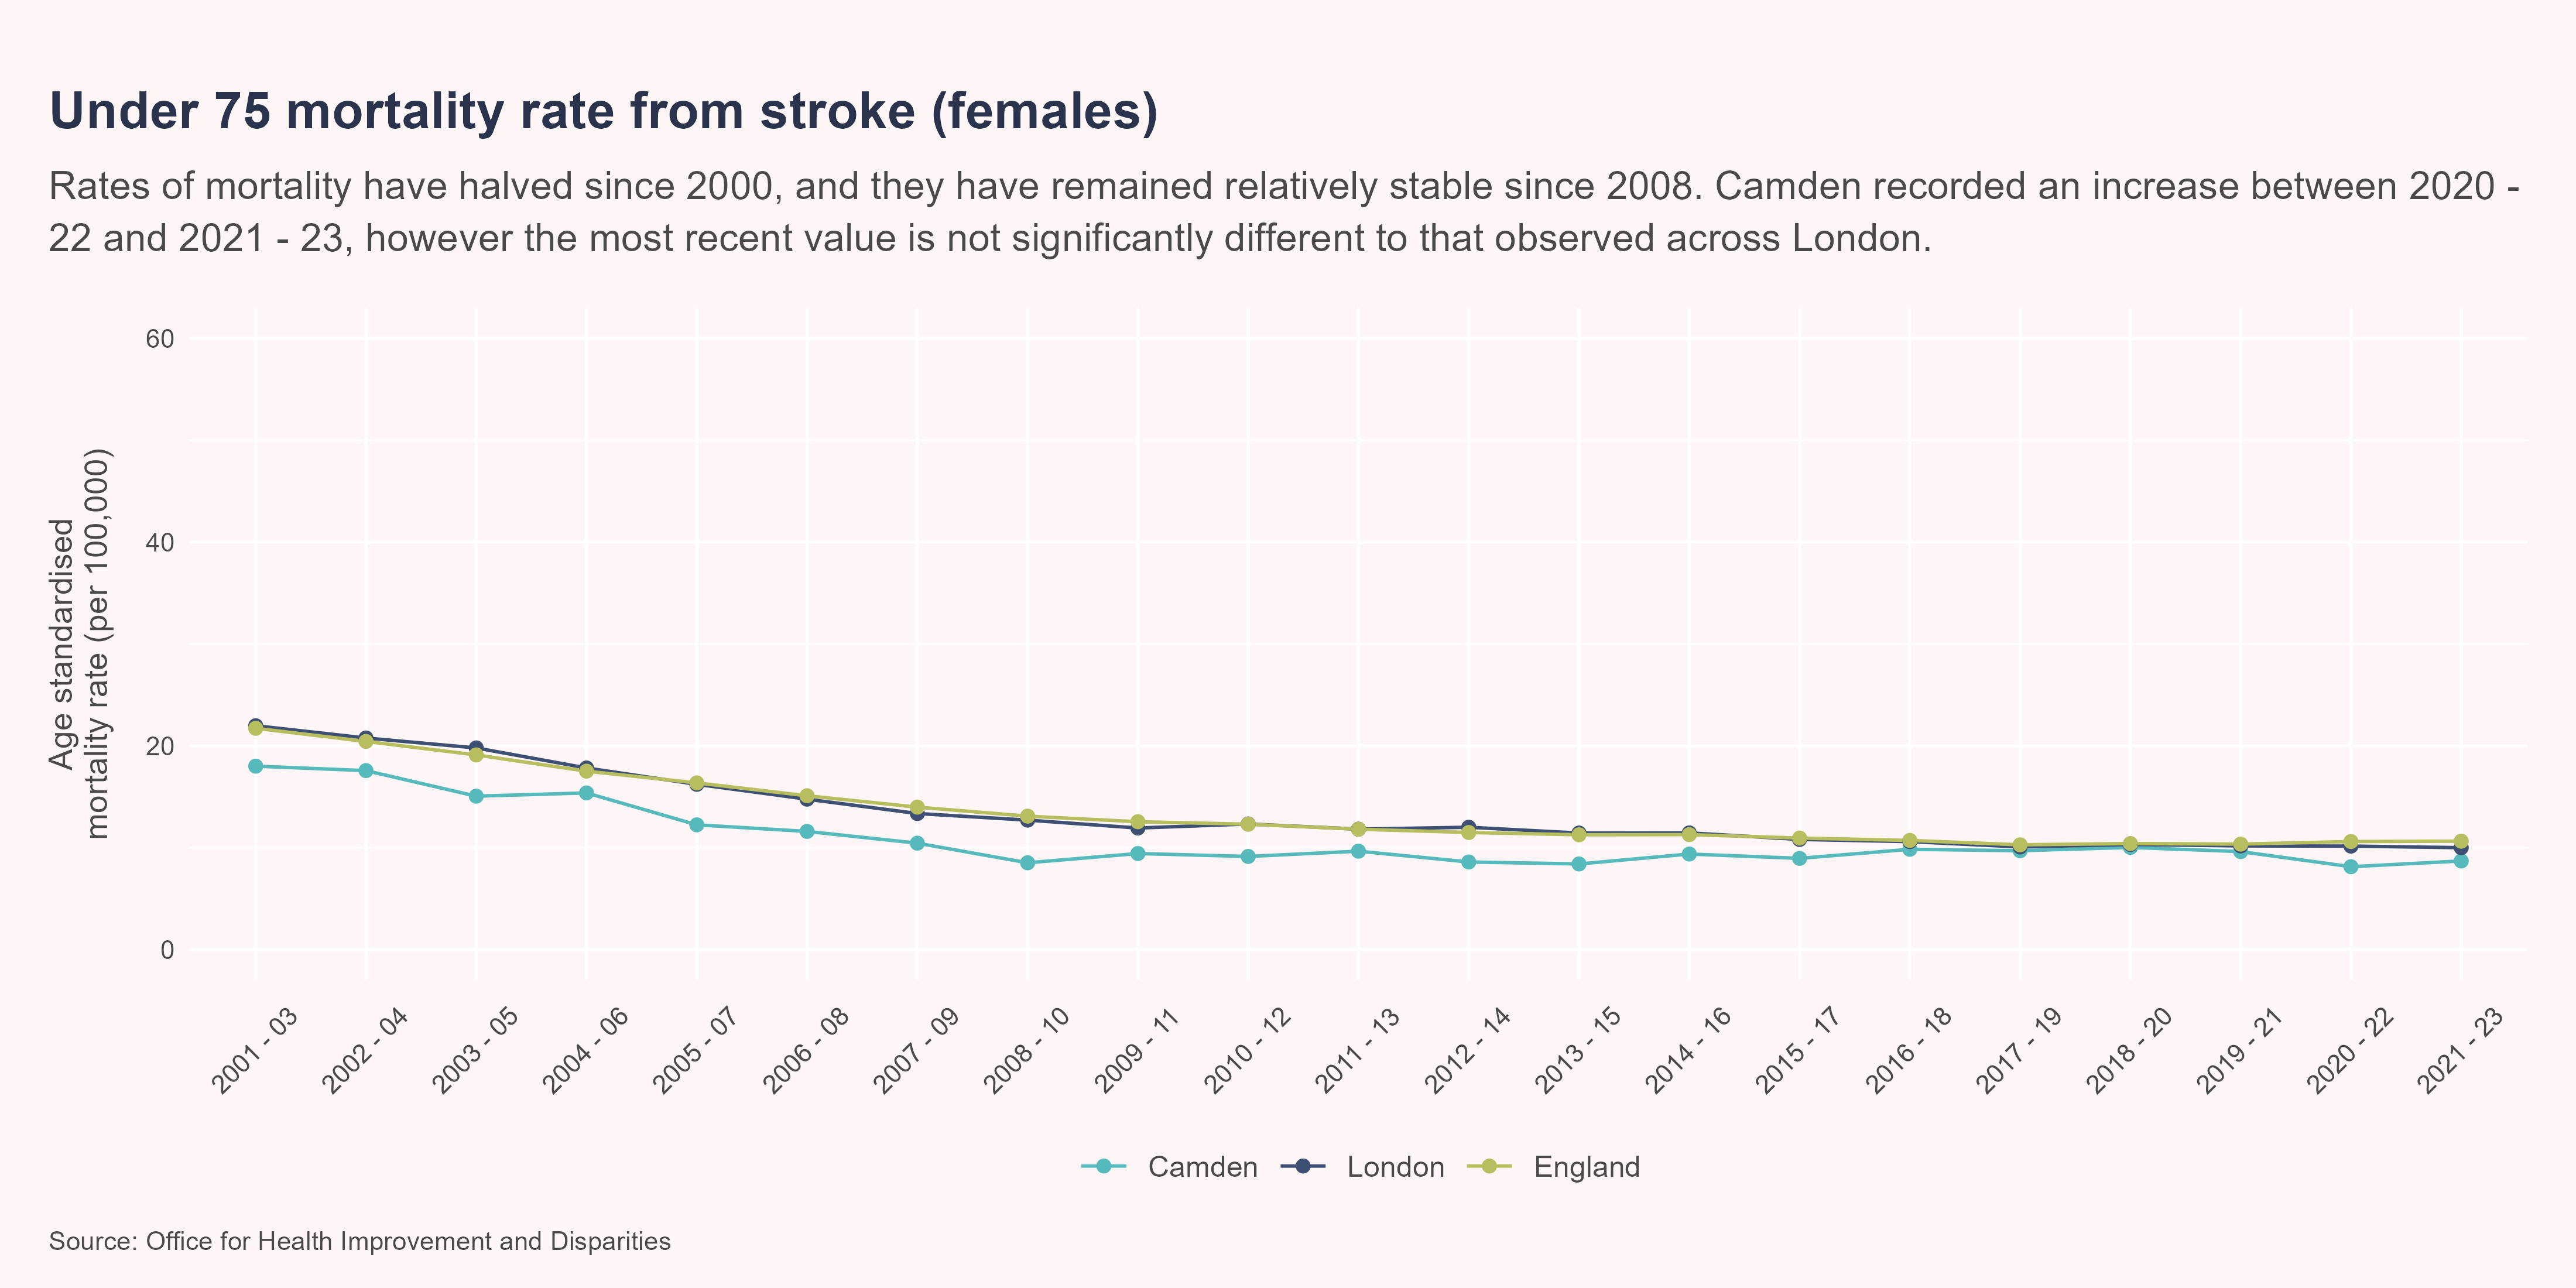 Under 75 mortality rate from stroke (females)
Rates of mortality have halved since 2000, and they have remained relatively stable since 2008. Camden recorded an increase between 2020 -
22 and 2021 - 23, however the most recent value is not significantly different to that observed across London.
Age standardised
mortality rate (per 100,000)
60
40
20
0
2001 - 03
2002 - 04
2003 - 05
2004 - 06
2005 - 07
2006 - 08
2007 - 09
2008 - 10
2009 - 11
2010 - 12
2011 - 13
2012 - 14
2013 - 15
2014 - 16
2015 - 17
2016 - 18
2017 - 19
2018 - 20
2019 - 21
2020 - 22
2021 - 23
Camden London England
Source: Office for Health Improvement and Disparities